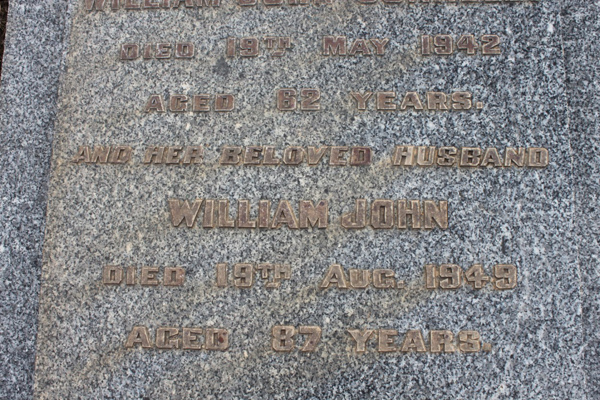 DIED 19TH MAY 1942
AGED 62 YEARS.
AND HER BELOVED HUSBAND
WILLIAM JOHN
DIED 19TH AUG. 1949
AGED 87 YEARS.